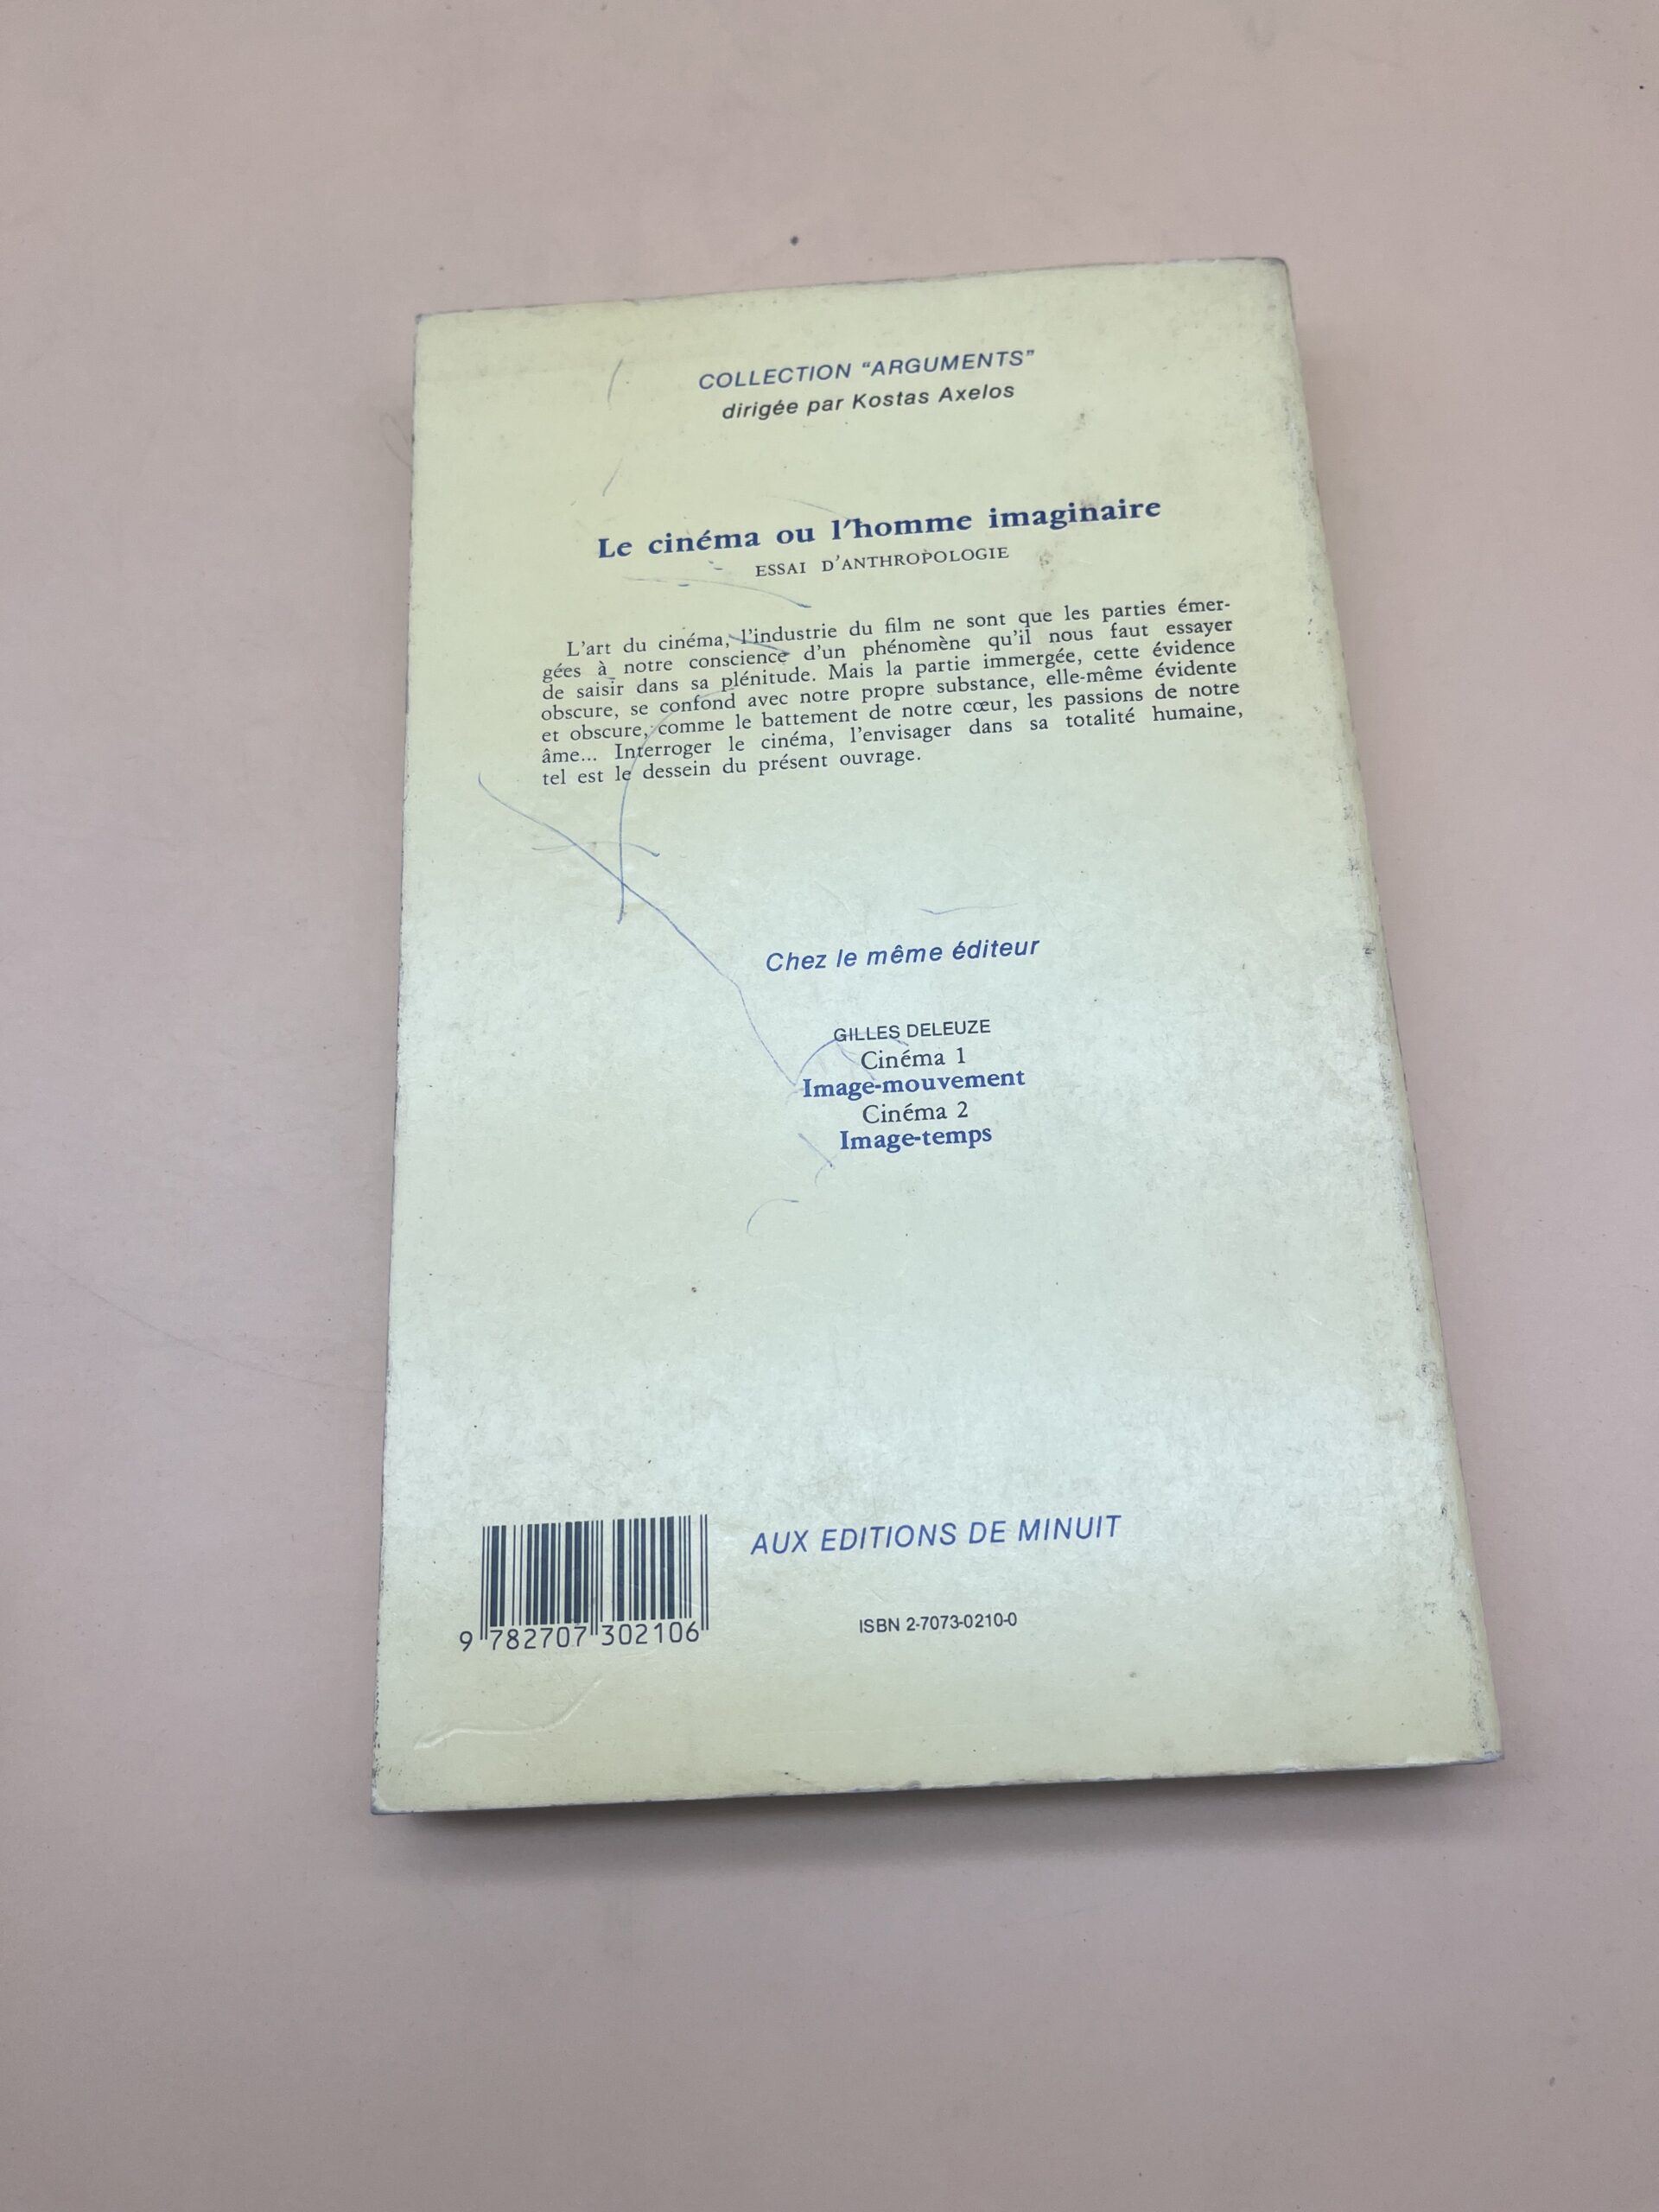 COLLECTION “ARGUMENTS”
dirigée par Kostas Axelos
Le cinéma ou l’homme imaginaire
ESSAI D’ANTHROPOLOGIE
L’art du cinéma, l’industrie du film ne sont que les parties émer-
gées à notre conscience d’un phénomène qu’il nous faut essayer
de saisir dans sa plénitude. Mais la partie immergée, cette évidence
obscure, se confond avec notre propre substance, elle-même évidente
et obscure, comme le battement de notre cœur, les passions de notre
âme... Interroger le cinéma, l’envisager dans sa totalité humaine,
tel est le dessein du présent ouvrage.
Chez le même éditeur
GILLES DELEUZE
Cinéma 1
Image-mouvement
Cinéma 2
Image-temps
AUX EDITIONS DE MINUIT
ISBN 2-7073-0210-0
9 782707 302106